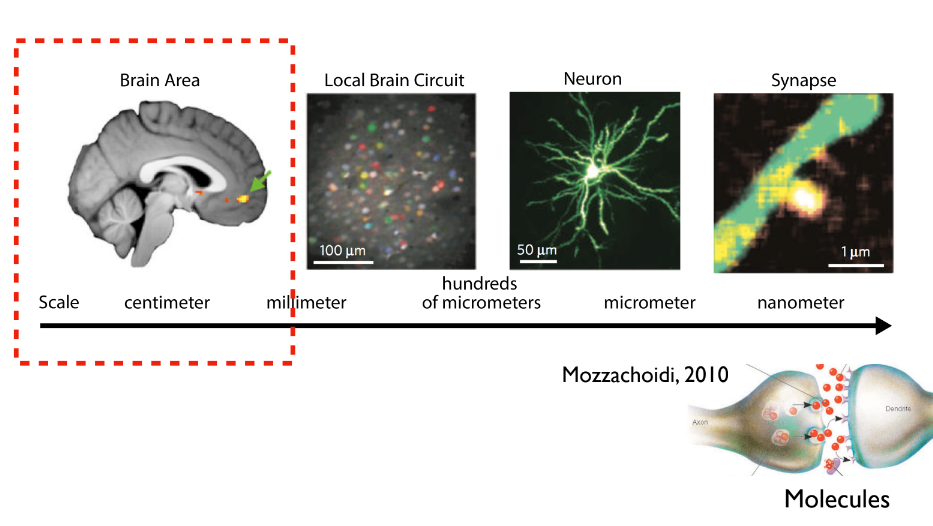 Brain Area
Local Brain Circuit
Neuron
Synapse
100 µm
50 µm
1 µm
Scale
centimeter
millimeter
hundreds
of micrometers
micrometer
nanometer
Mozzachoidi, 2010
Axon
Dendrite
Molecules